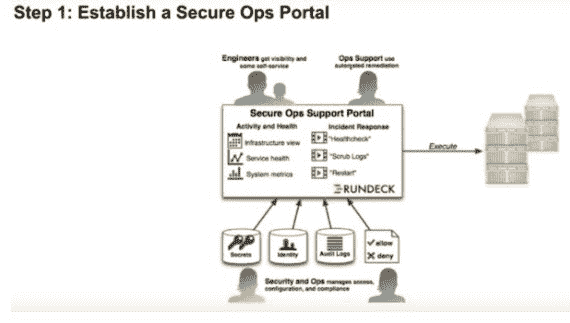 Step 1: Establish a Secure Ops Portal
Engineers get visibility and
some self-service
Ops Support use
autorgated remediation
Secure Ops Support Portal
Activity and Health
Infrastructure view
Service health
System metrics
Incident Response
"Healthcheck"
"Scrub Logs"
"Restart"
RUNDECK
Execute
Secrets
Identity
Audit Logs
allow
deny
Security and Ops manages access,
configuration, and compliance